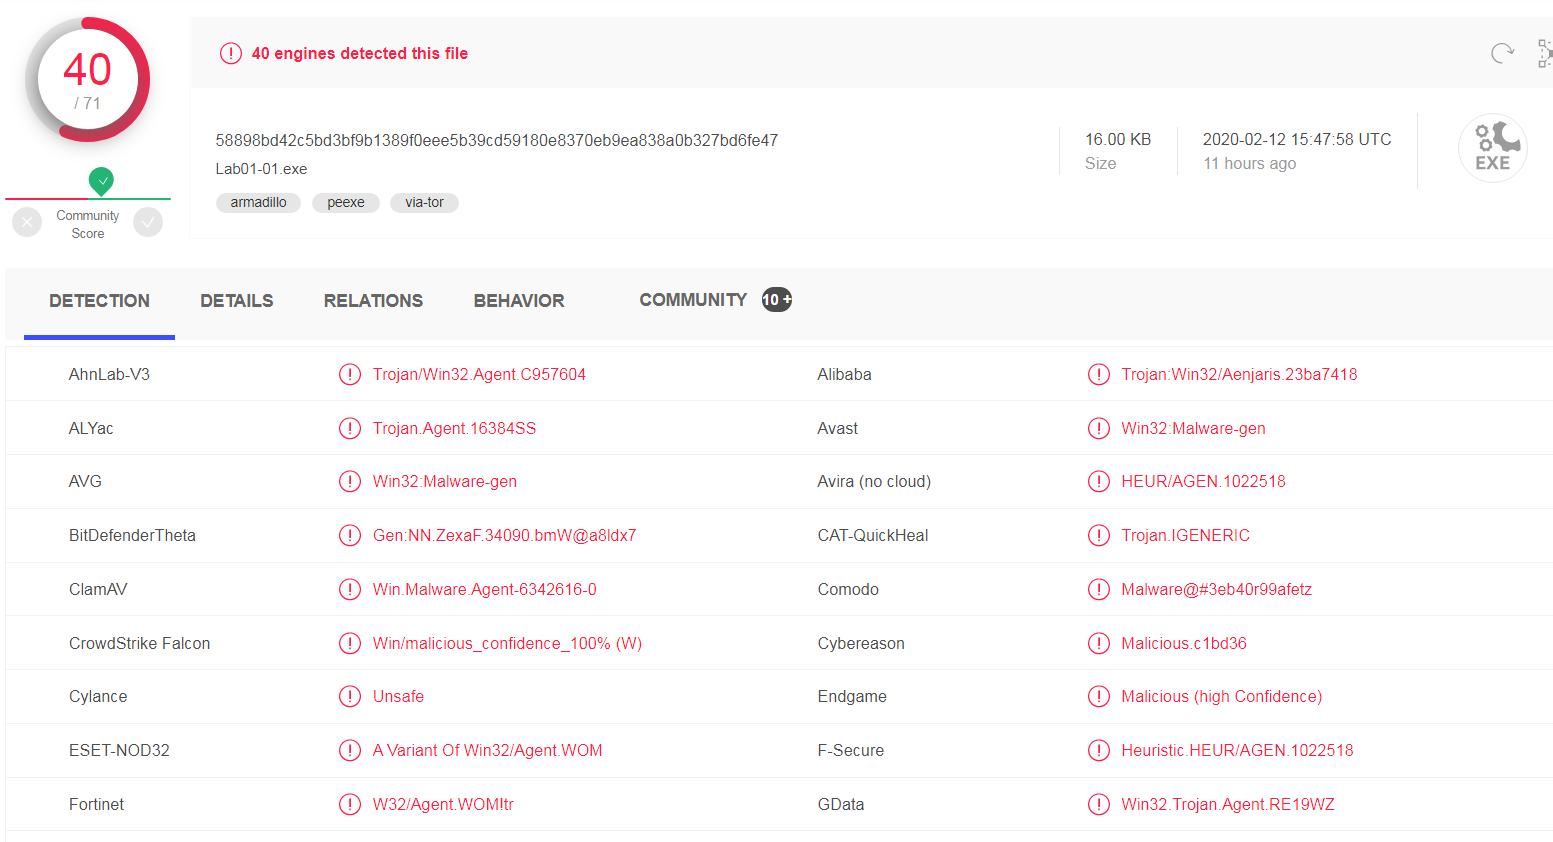 40
/ 71
Community
Score
40 engines detected this file
58898bd42c5bd3bf9b1389f0eee5b39cd59180e8370eb9ea838a0b327bd6fe47
Lab01-01.exe
armadillo peexe via-tor
16.00 KB
Size
2020-02-12 15:47:58 UTC
11 hours ago
EXE
DETECTION DETAILS RELATIONS BEHAVIOR COMMUNITY 10 +
AhnLab-V3 Trojan/Win32.Agent.C957604 Alibaba Trojan:Win32/Aenjaris.23ba7418
ALYac Trojan.Agent.16384SS Avast Win32:Malware-gen
AVG Win32:Malware-gen Avira (no cloud) HEUR/AGEN.1022518
BitDefenderTheta Gen:NN.ZexaF.34090.bmW@a8ldx7 CAT-QuickHeal Trojan.IGENERIC
ClamAV Win.Malware.Agent-6342616-0 Comodo Malware@#3eb40r99afetz
CrowdStrike Falcon Win/malicious_confidence_100% (W) Cybereason Malicious.c1bd36
Cylance Unsafe Endgame Malicious (high Confidence)
ESET-NOD32 A Variant Of Win32/Agent.WOM F-Secure Heuristic.HEUR/AGEN.1022518
Fortinet W32/Agent.WOM!tr GData Win32.Trojan.Agent.RE19WZ